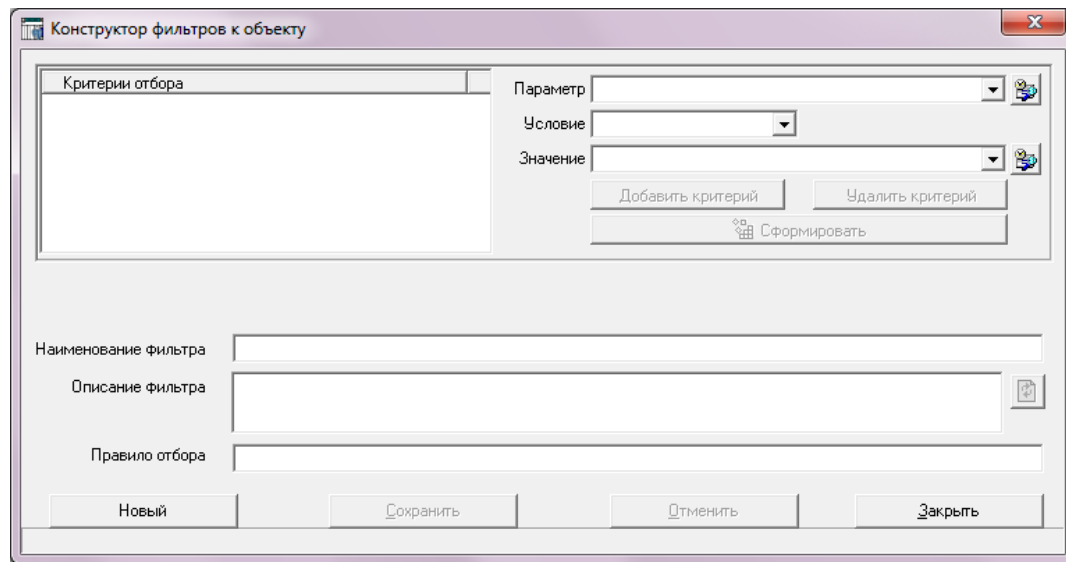 Конструктор фильтров к объекту
Критерии отбора
Параметр
Условие
Значение
Добавить критерий
Удалить критерий
Сформировать
Наименование фильтра
Описание фильтра
Правило отбора
Новый
Сохранить
Отменить
Закрыть